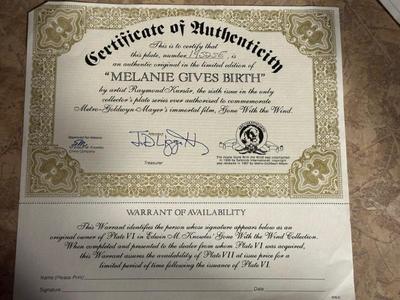 Certificate of Authenticity
This is to certify that
this plate, number
is
an authentic original in the limited edition of
"MELANIE GIVES BIRTH"
by artist Raymond Kursár, the sixth issue in the only
collector's plate series ever authorized to commemorate
Metro-Goldwyn-Mayer's immortal film, Gone With the Wind.
Treasurer
WARRANT OF AVAILABILITY
This Warrant identifies the person whose signature appears below as an
original owner of Plate VI in Edwin M. Knowles' Gone With the Wind Collection.
When completed and presented to the dealer from whom Plate VI was acquired,
this Warrant assures the availability of Plate VII at issue price for a
limited period of time following the issuance of Plate VI.
Name (Please Print)
Signature
Date